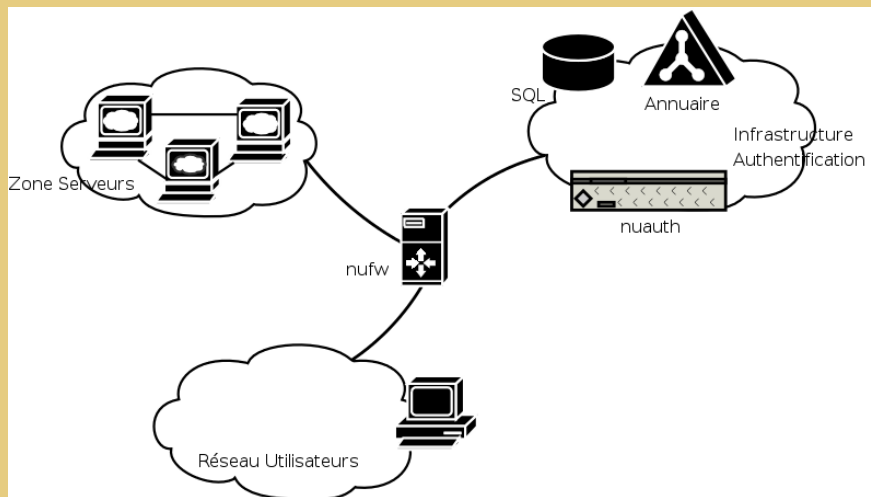 SQL
Annuaire
Infrastructure
Authentification
Zone Serveurs
nuauth
nufw
Réseau Utilisateurs